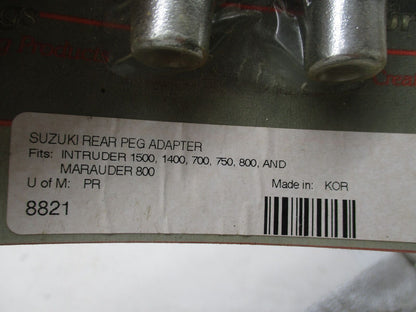 SUZUKI REAR PEG ADAPTER
Fits: INTRUDER 1500, 1400, 700, 750, 800, AND
MARAUDER 800
U of M: PR Made in: KOR
8821